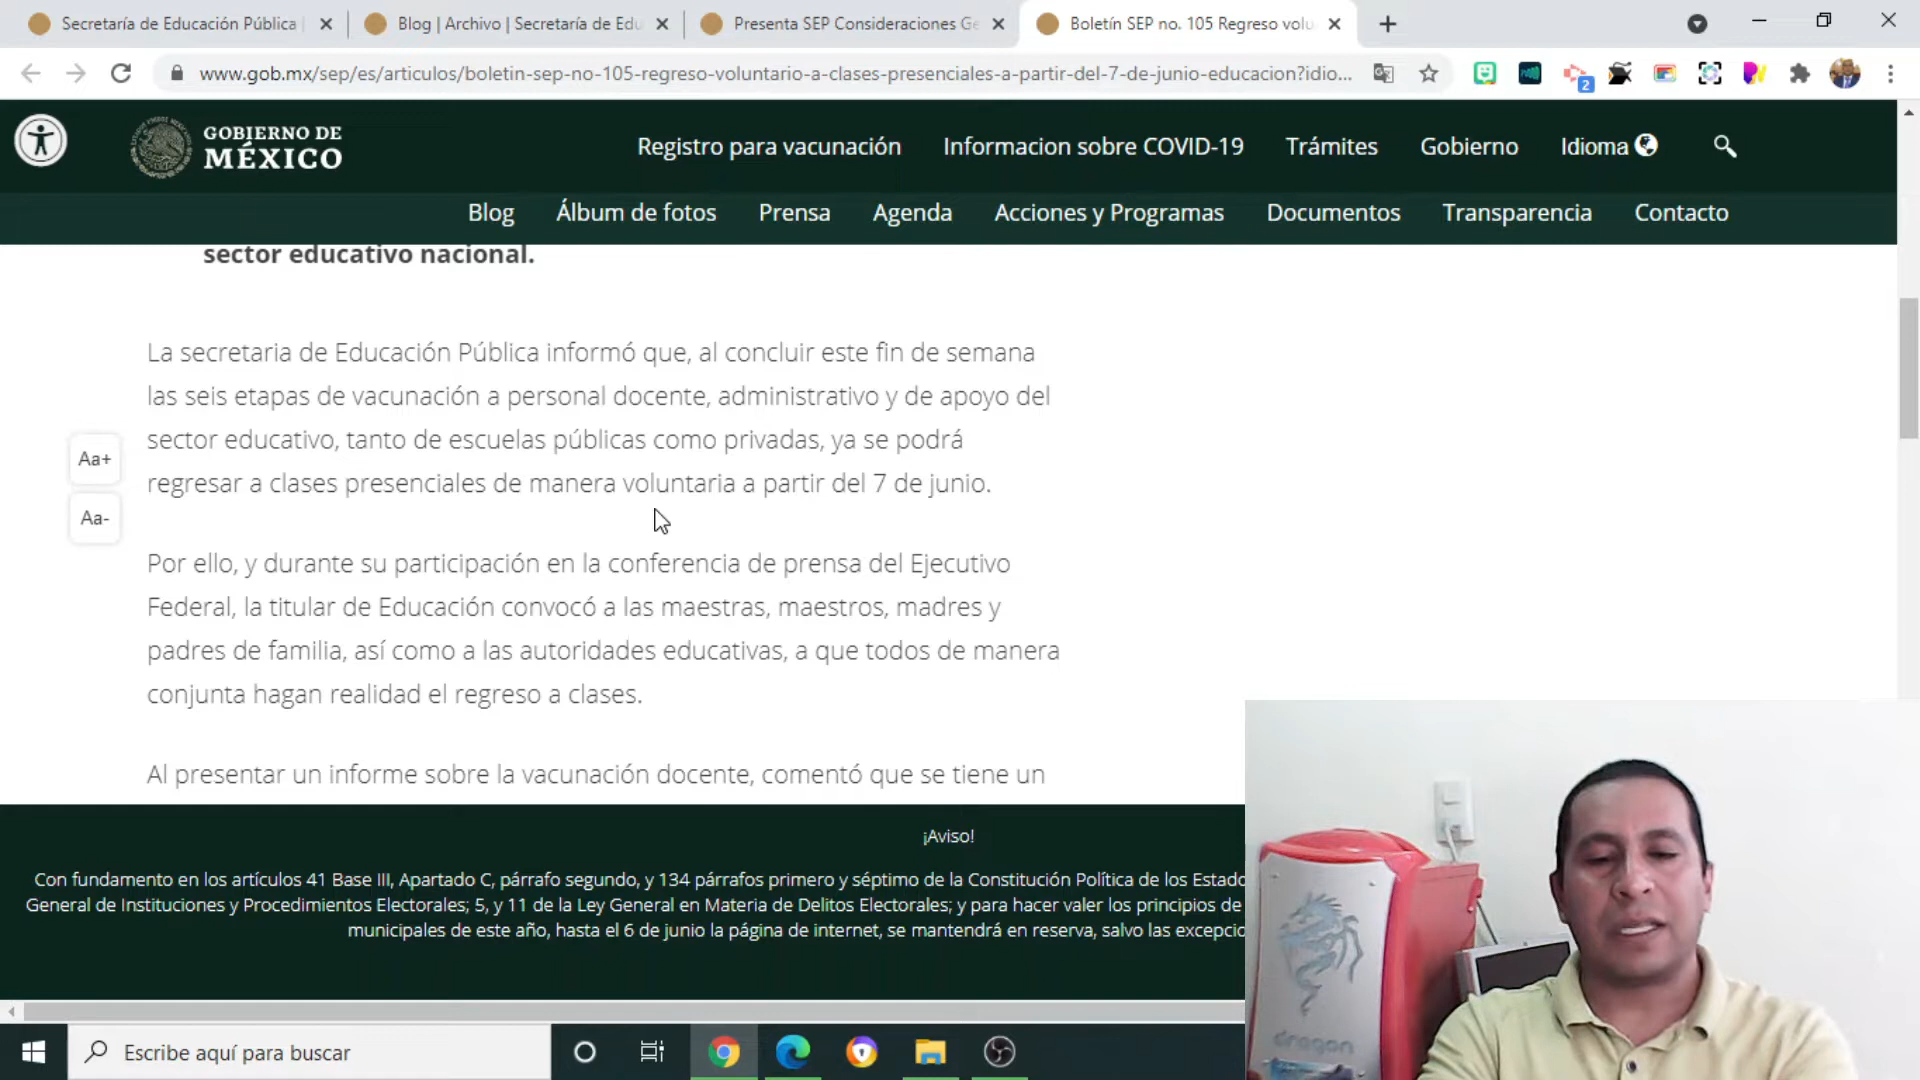 Secretaría de Educación Pública
Blog | Archivo | Secretaría de Edu
Presenta SEP Consideraciones Ge
Boletín SEP no. 105 Regreso volu
www.gob.mx/sep/es/articulos/boletin-sep-no-105-regreso-voluntario-a-clases-presenciales-a-partir-del-7-de-junio-educacion?idio...
2
GOBIERNO DE
MÉXICO
Registro para vacunación
Informacion sobre COVID-19
Trámites
Gobierno
Idioma
Blog
Álbum de fotos
Prensa
Agenda
Acciones y Programas
Documentos
Transparencia
Contacto
sector educativo nacional.
La secretaria de Educación Pública informó que, al concluir este fin de semana
las seis etapas de vacunación a personal docente, administrativo y de apoyo del
sector educativo, tanto de escuelas públicas como privadas, ya se podrá
regresar a clases presenciales de manera voluntaria a partir del 7 de junio.
Aa+
Aa-
Por ello, y durante su participación en la conferencia de prensa del Ejecutivo
Federal, la titular de Educación convocó a las maestras, maestros, madres y
padres de familia, así como a las autoridades educativas, a que todos de manera
conjunta hagan realidad el regreso a clases.
Al presentar un informe sobre la vacunación docente, comentó que se tiene un
¡Aviso!
Con fundamento en los artículos 41 Base III, Apartado C, párrafo segundo, y 134 párrafos primero y séptimo de la Constitución Política de los Estado
General de Instituciones y Procedimientos Electorales; 5, y 11 de la Ley General en Materia de Delitos Electorales; y para hacer valer los principios de
municipales de este año, hasta el 6 de junio la página de internet, se mantendrá en reserva, salvo las excepcio
dragon
Escribe aquí para buscar